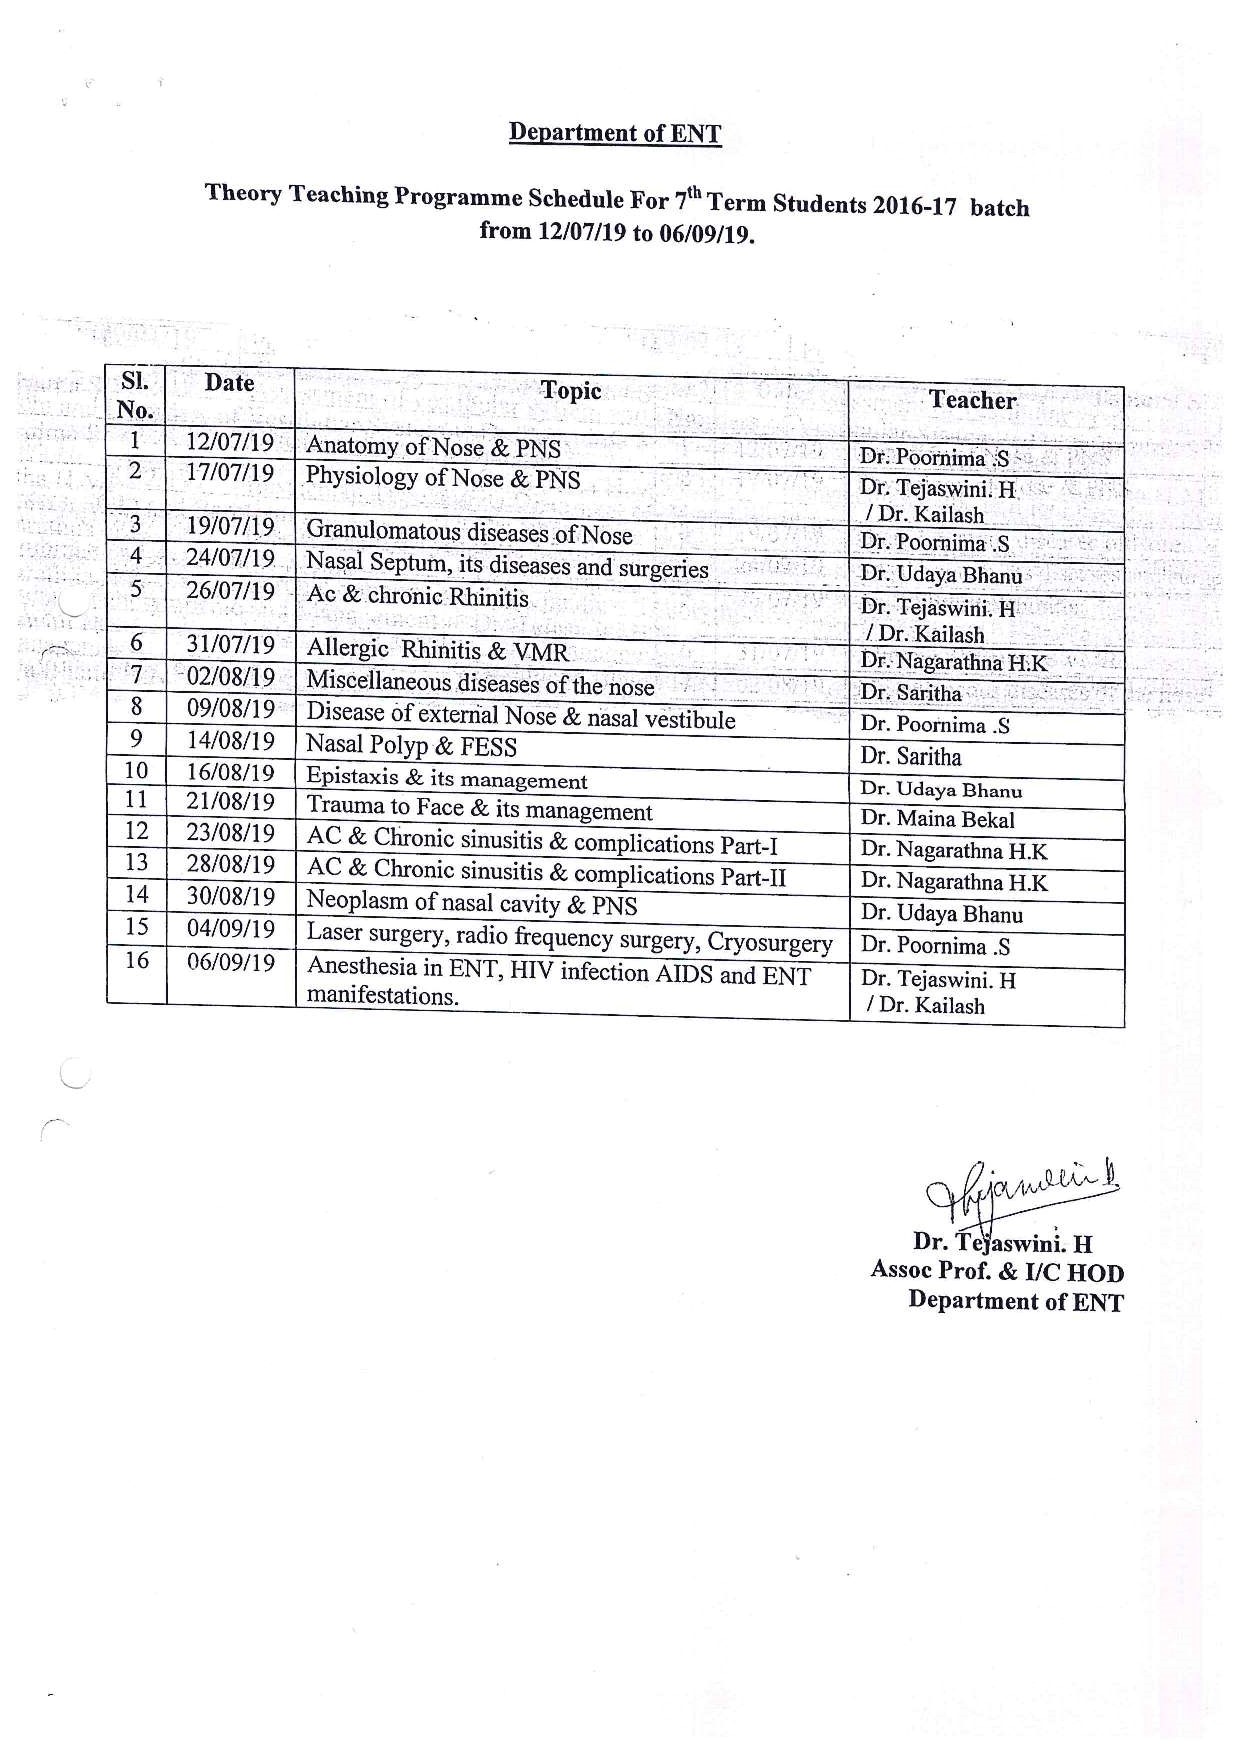 Department of ENT
Theory Teaching Programme Schedule For 7th Term Students 2016-17 batch
from 12/07/19 to 06/09/19.
Sl. No. Date Topic Teacher
1 12/07/19 Anatomy of Nose & PNS Dr. Poornima .S
2 17/07/19 Physiology of Nose & PNS Dr. Tejaswini. H
/ Dr. Kailash
3 19/07/19 Granulomatous diseases of Nose Dr. Poornima .S
4 24/07/19 Nasal Septum, its diseases and surgeries Dr. Udaya Bhanu
5 26/07/19 Ac & chronic Rhinitis Dr. Tejaswini. H
/ Dr. Kailash
6 31/07/19 Allergic Rhinitis & VMR Dr. Nagarathna H.K
7 02/08/19 Miscellaneous diseases of the nose Dr. Saritha
8 09/08/19 Disease of external Nose & nasal vestibule Dr. Poornima .S
9 14/08/19 Nasal Polyp & FESS Dr. Saritha
10 16/08/19 Epistaxis & its management Dr. Udaya Bhanu
11 21/08/19 Trauma to Face & its management Dr. Maina Bekal
12 23/08/19 AC & Chronic sinusitis & complications Part-I Dr. Nagarathna H.K
13 28/08/19 AC & Chronic sinusitis & complications Part-II Dr. Nagarathna H.K
14 30/08/19 Neoplasm of nasal cavity & PNS Dr. Udaya Bhanu
15 04/09/19 Laser surgery, radio frequency surgery, Cryosurgery Dr. Poornima .S
16 06/09/19 Anesthesia in ENT, HIV infection AIDS and ENT Dr. Tejaswini. H
manifestations. / Dr. Kailash
Dr. Tejaswini. H
Assoc Prof. & I/C HOD
Department of ENT